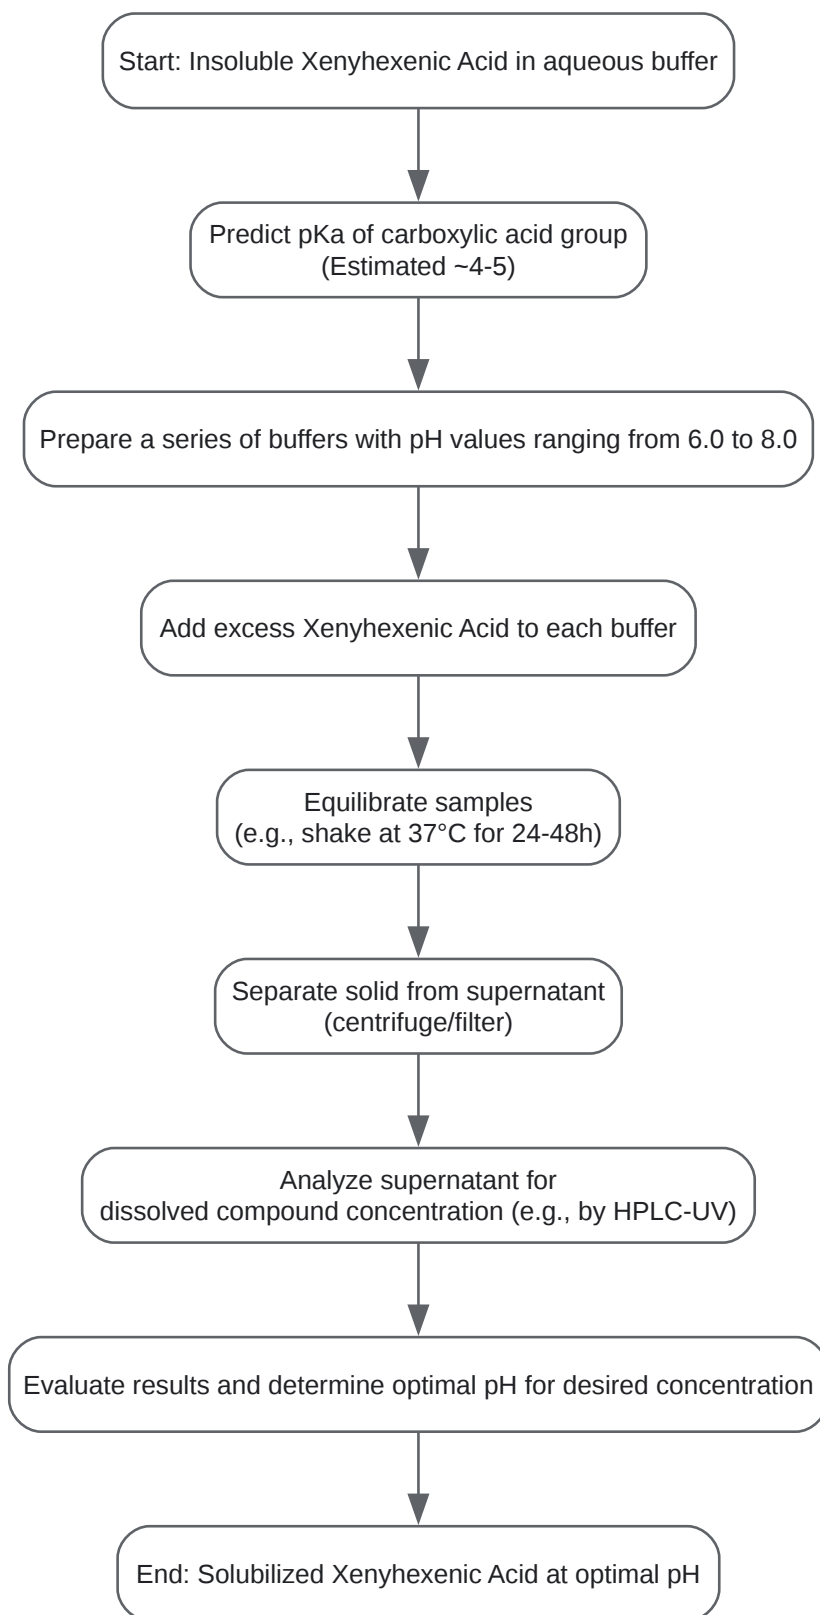 Start: Insoluble Xenyhexenic Acid in aqueous buffer
Predict pKa of carboxylic acid group
(Estimated ~4-5)
Prepare a series of buffers with pH values ranging from 6.0 to 8.0
Add excess Xenyhexenic Acid to each buffer
Equilibrate samples
(e.g., shake at 37°C for 24-48h)
Separate solid from supernatant
(centrifuge/filter)
Analyze supernatant for
dissolved compound concentration (e.g., by HPLC-UV)
Evaluate results and determine optimal pH for desired concentration
End: Solubilized Xenyhexenic Acid at optimal pH